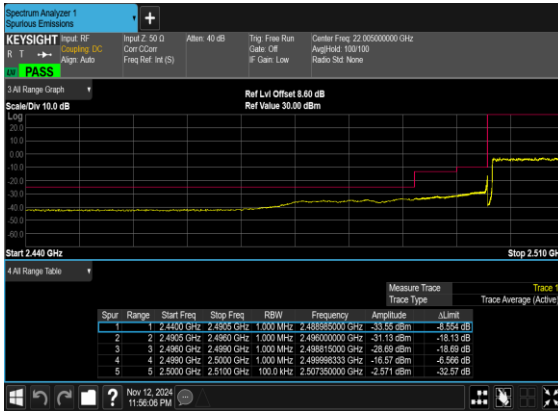 Spectrum Analyzer 1
Spurious Emissions
+
KEYSIGHT Input: RF Input Z: 50 Ω Atten: 40 dB Trig: Free Run Center Freq: 22.005000000 GHz
R T Coupling: DC Corr CCorr Gate: Off Avg|Hold: 100/100
Align: Auto Freq Ref: Int (S) IF Gain: Low Radio Std: None
LXI PASS
3 All Range Graph
Ref Lvl Offset 8.60 dB
Scale/Div 10.0 dB Ref Value 30.00 dBm
Log
20.0
10.0
0.00
-10.0
-20.0
-30.0
-40.0
-50.0
-60.0
Start 2.440 GHz Stop 2.510 GHz
4 All Range Table
Measure Trace Trace 1
Trace Type Trace Average (Active)
Spur Range Start Freq Stop Freq RBW Frequency Amplitude ΔLimit
1 1 2.4400 GHz 2.4905 GHz 1.000 MHz 2.488985000 GHz -33.55 dBm -8.554 dB
2 2 2.4905 GHz 2.4960 GHz 1.000 MHz 2.496000000 GHz -31.13 dBm -18.13 dB
3 3 2.4960 GHz 2.4990 GHz 1.000 MHz 2.498815000 GHz -28.69 dBm -18.69 dB
4 4 2.4990 GHz 2.5000 GHz 1.000 MHz 2.499998333 GHz -16.57 dBm -6.566 dB
5 5 2.5000 GHz 2.5100 GHz 100.0 kHz 2.507350000 GHz -2.571 dBm -32.57 dB
? Nov 12, 2024
11:56:06 PM